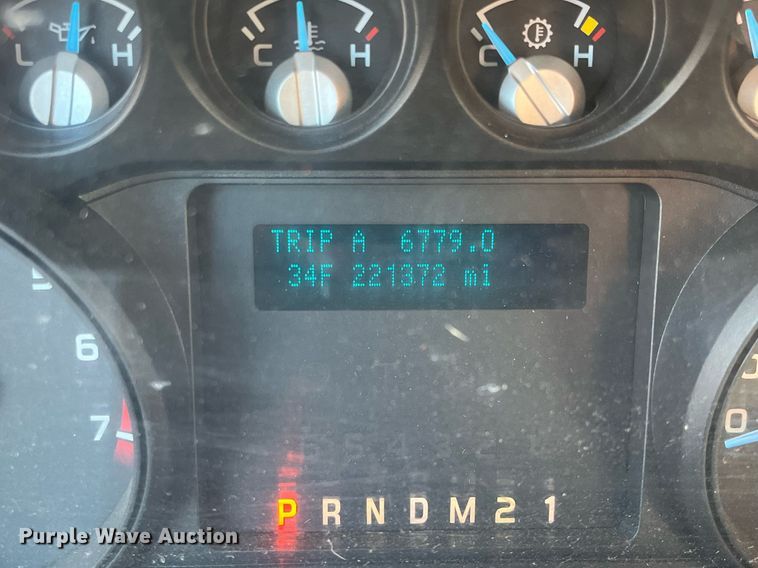 L H
C H
C H
TRIP A 6779.0
34F 221372 mi
5
6
7
0
P R N D M 2 1
Purple Wave Auction